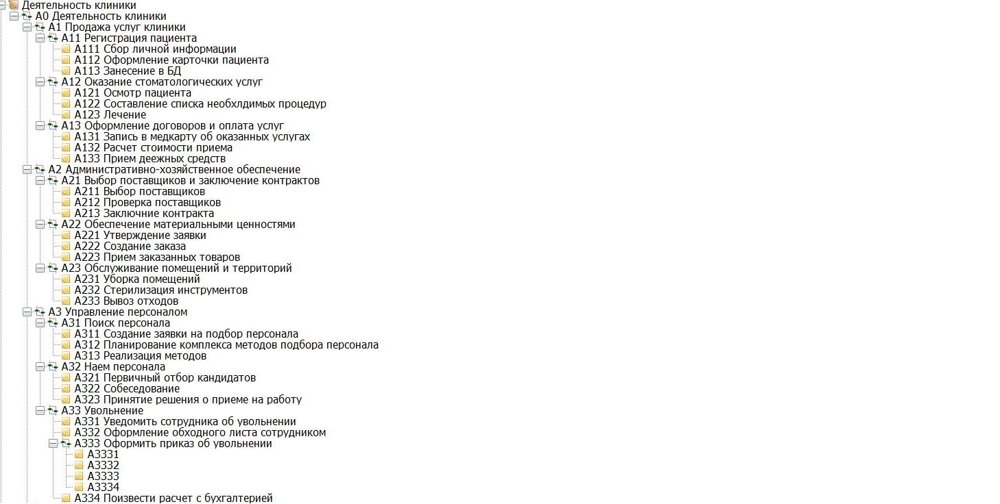 Деятельность клиники
A0 Деятельность клиники
A1 Продажа услуг клиники
A11 Регистрация пациента
A111 Сбор личной информации
A112 Оформление карточки пациента
A113 Занесение в БД
A12 Оказание стоматологических услуг
A121 Осмотр пациента
A122 Составление списка необхлдимых процедур
A123 Лечение
A13 Оформление договоров и оплата услуг
A131 Запись в медкарту об оказанных услугах
A132 Расчет стоимости приема
A133 Прием деежных средств
A2 Административно-хозяйственное обеспечение
A21 Выбор поставщиков и заключение контрактов
A211 Выбор поставщиков
A212 Проверка поставщиков
A213 Заключние контракта
A22 Обеспечение материальными ценностями
A221 Утверждение заявки
A222 Создание заказа
A223 Прием заказанных товаров
A23 Обслуживание помещений и территорий
A231 Уборка помещений
A232 Стерилизация инструментов
A233 Вывоз отходов
A3 Управление персоналом
A31 Поиск персонала
A311 Создание заявки на подбор персонала
A312 Планирование комплекса методов подбора персонала
A313 Реализация методов
A32 Наем персонала
A321 Первичный отбор кандидатов
A322 Собеседование
A323 Принятие решения о приеме на работу
A33 Увольнение
A331 Уведомить сотрудника об увольнении
A332 Оформление обходного листа сотрудником
A333 Оформить приказ об увольнении
A3331
A3332
A3333
A3334
A334 Поизвести расчет с бухгалтерией